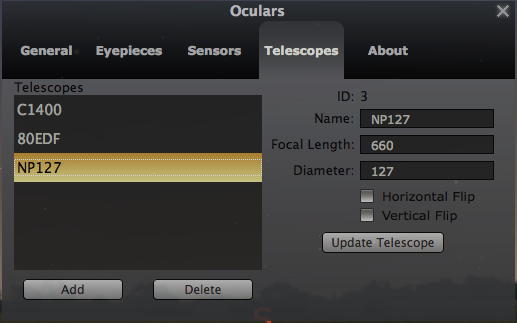 Oculars
General Eyepieces Sensors Telescopes About
Telescopes
C1400
80EDF
NP127
ID: 3
Name: NP127
Focal Length: 660
Diameter: 127
Horizontal Flip
Vertical Flip
Update Telescope
Add Delete
S